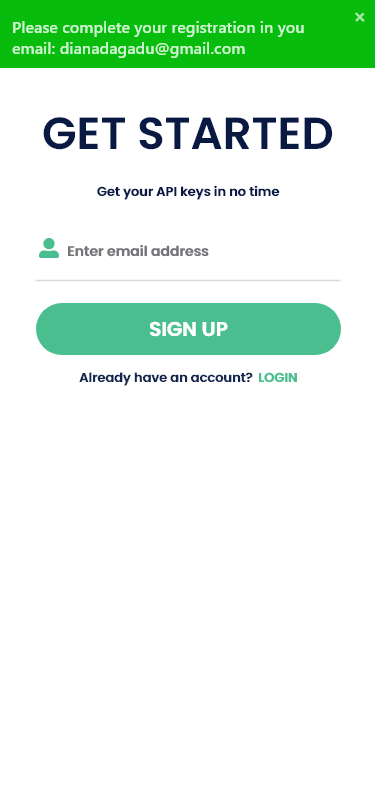 Please complete your registration in you
email: dianadagadu@gmail.com
×
GET STARTED
Get your API keys in no time
Enter email address
SIGN UP
Already have an account? LOGIN